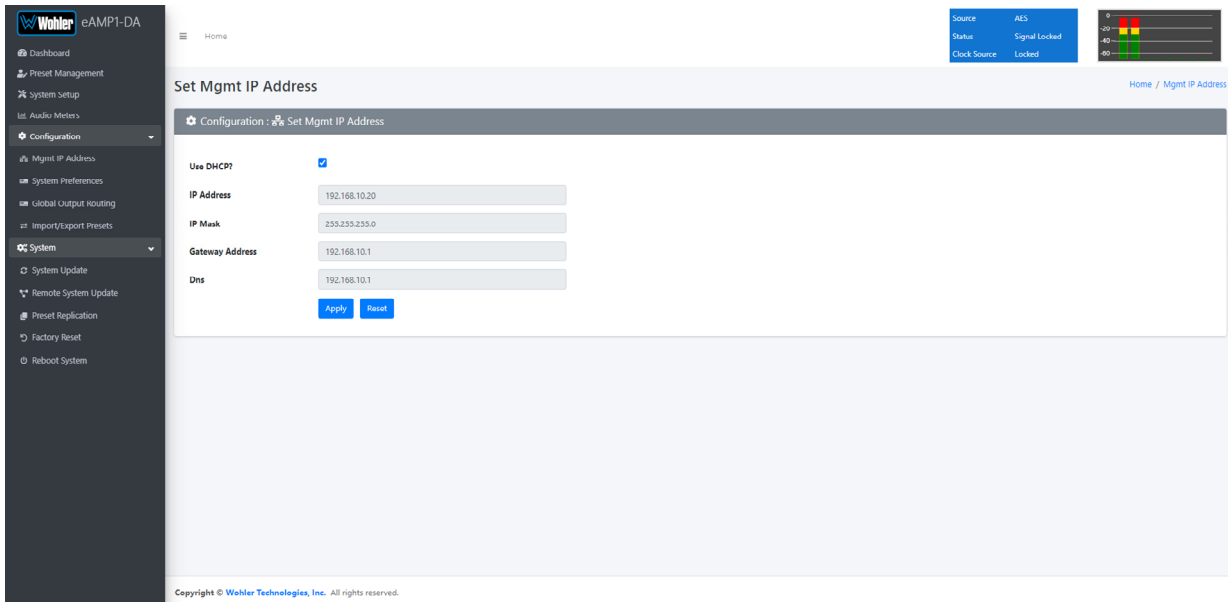 Wohler eAMP1-DA
Dashboard
Preset Management
System Setup
Audio Meters
Configuration
Mgmt IP Address
System Preferences
Global Output Routing
Import/Export Presets
System
System Update
Remote System Update
Preset Replication
Factory Reset
Reboot System
Home
Source AES
Status Signal Locked
Clock Source Locked
0
-20
-40
-60
Set Mgmt IP Address
Home / Mgmt IP Address
Configuration : Set Mgmt IP Address
Use DHCP?
IP Address 192.168.10.20
IP Mask 255.255.255.0
Gateway Address 192.168.10.1
Dns 192.168.10.1
Apply Reset
Copyright © Wohler Technologies, Inc. All rights reserved.